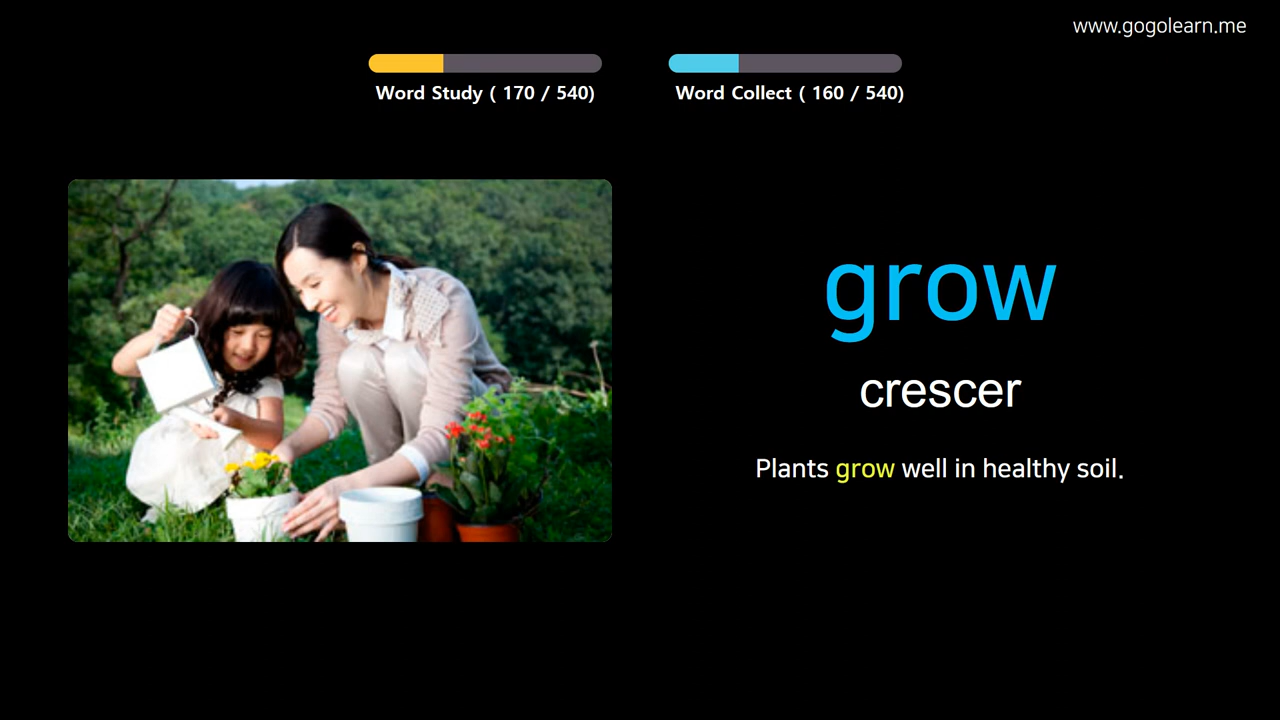 www.gogolearn.me
Word Study ( 170 / 540)
Word Collect ( 160 / 540)
grow
crescer
Plants grow well in healthy soil.